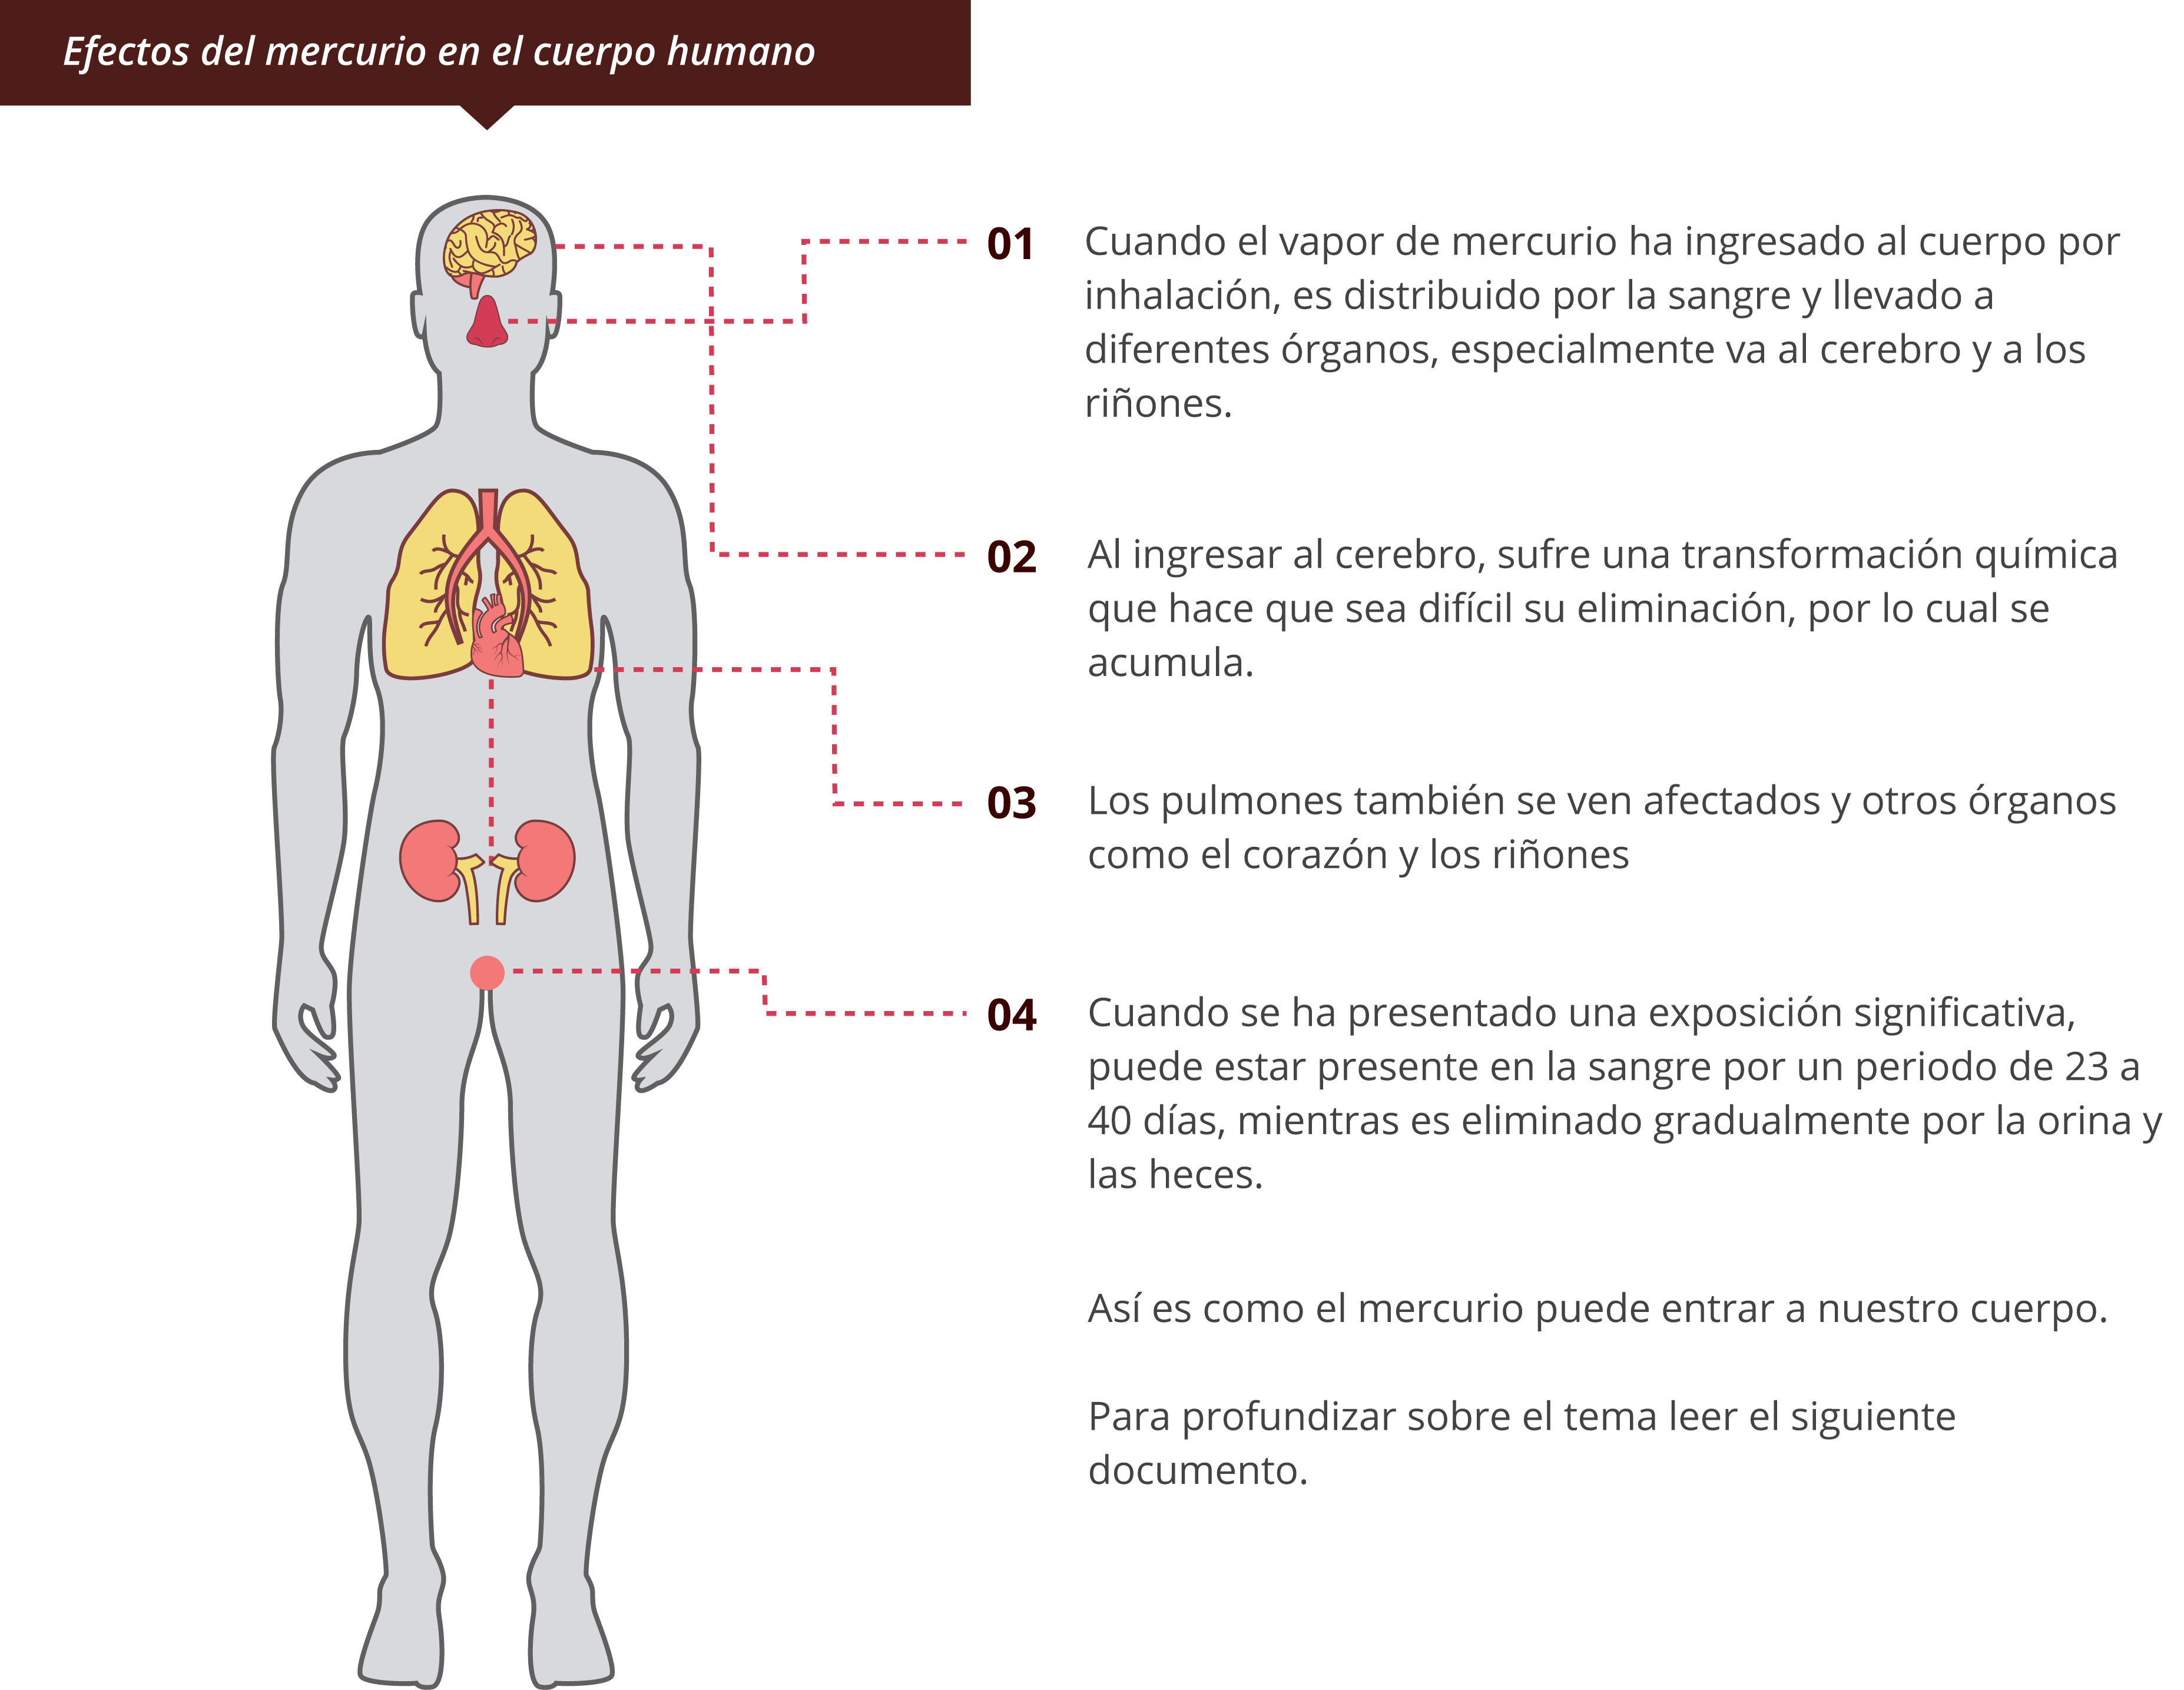 Efectos del mercurio en el cuerpo humano
01
Cuando el vapor de mercurio ha ingresado al cuerpo por
inhalación, es distribuido por la sangre y llevado a
diferentes órganos, especialmente va al cerebro y a los
riñones.
02
Al ingresar al cerebro, sufre una transformación química
que hace que sea difícil su eliminación, por lo cual se
acumula.
03
Los pulmones también se ven afectados y otros órganos
como el corazón y los riñones
04
Cuando se ha presentado una exposición significativa,
puede estar presente en la sangre por un periodo de 23 a
40 días, mientras es eliminado gradualmente por la orina y
las heces.
Así es como el mercurio puede entrar a nuestro cuerpo.
Para profundizar sobre el tema leer el siguiente
documento.